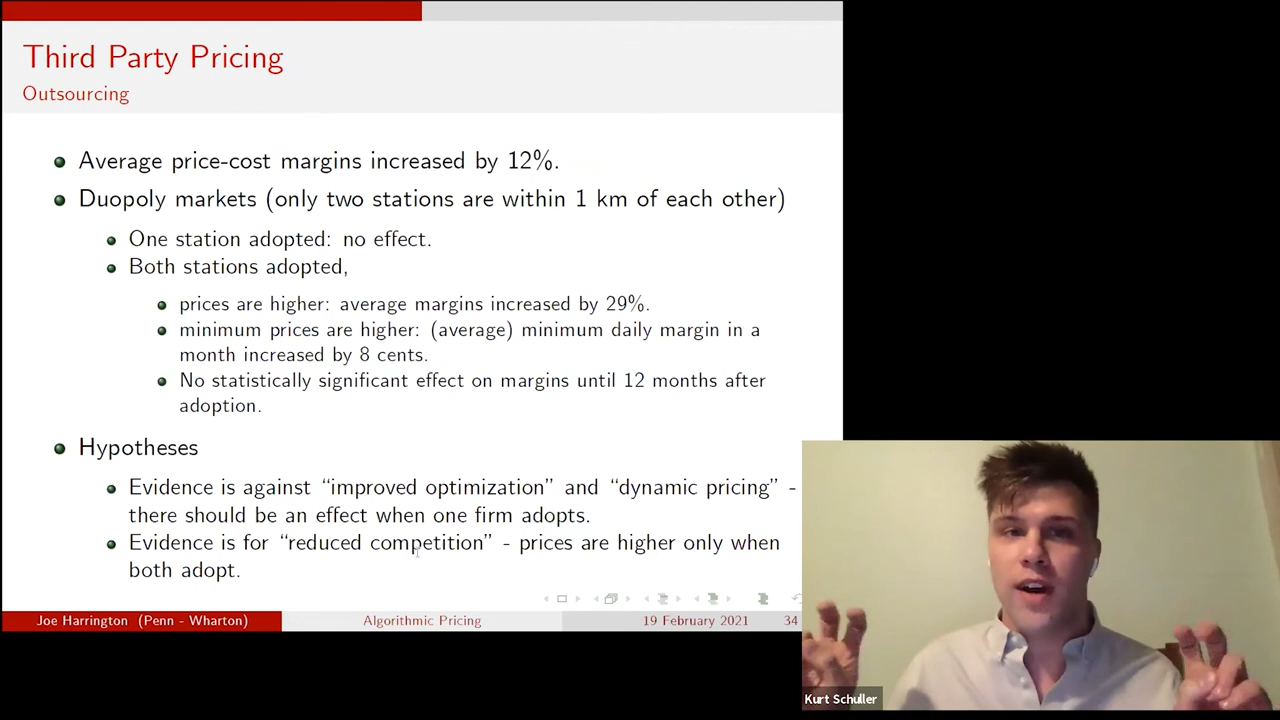 Third Party Pricing
Outsourcing
Average price-cost margins increased by 12%.
Duopoly markets (only two stations are within 1 km of each other)
One station adopted: no effect.
Both stations adopted,
prices are higher: average margins increased by 29%.
minimum prices are higher: (average) minimum daily margin in a
month increased by 8 cents.
No statistically significant effect on margins until 12 months after
adoption.
Hypotheses
Evidence is against “improved optimization” and “dynamic pricing” -
there should be an effect when one firm adopts.
Evidence is for “reduced competition” - prices are higher only when
both adopt.
Joe Harrington (Penn - Wharton)
Algorithmic Pricing
19 February 2021
34
Kurt Schuller